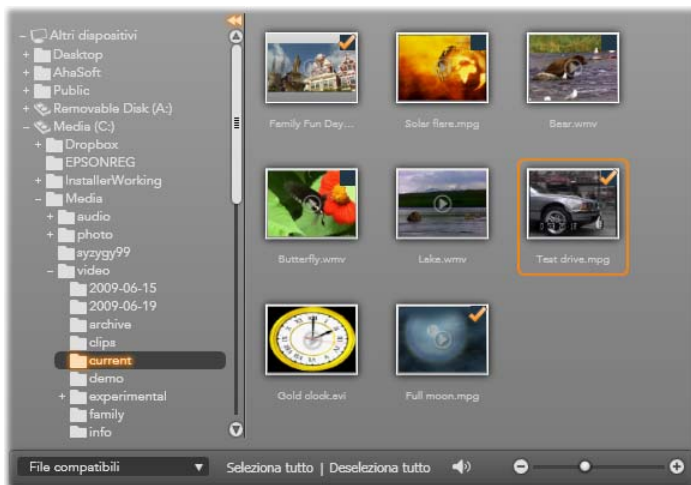 Altri dispositivi
Desktop
AhaSoft
Public
Removable Disk (A:)
Media (C:)
Dropbox
EPSONREG
InstallerWorking
Media
audio
photo
syzygy99
video
2009-06-15
2009-06-19
archive
clips
current
demo
experimental
family
info
Family Fun Day...
Solar flare.mpg
Bear.wmv
Butterfly.wmv
Lake.wmv
Test drive.mpg
Gold clock.avi
Full moon.mpg
File compatibili
Seleziona tutto | Deseleziona tutto